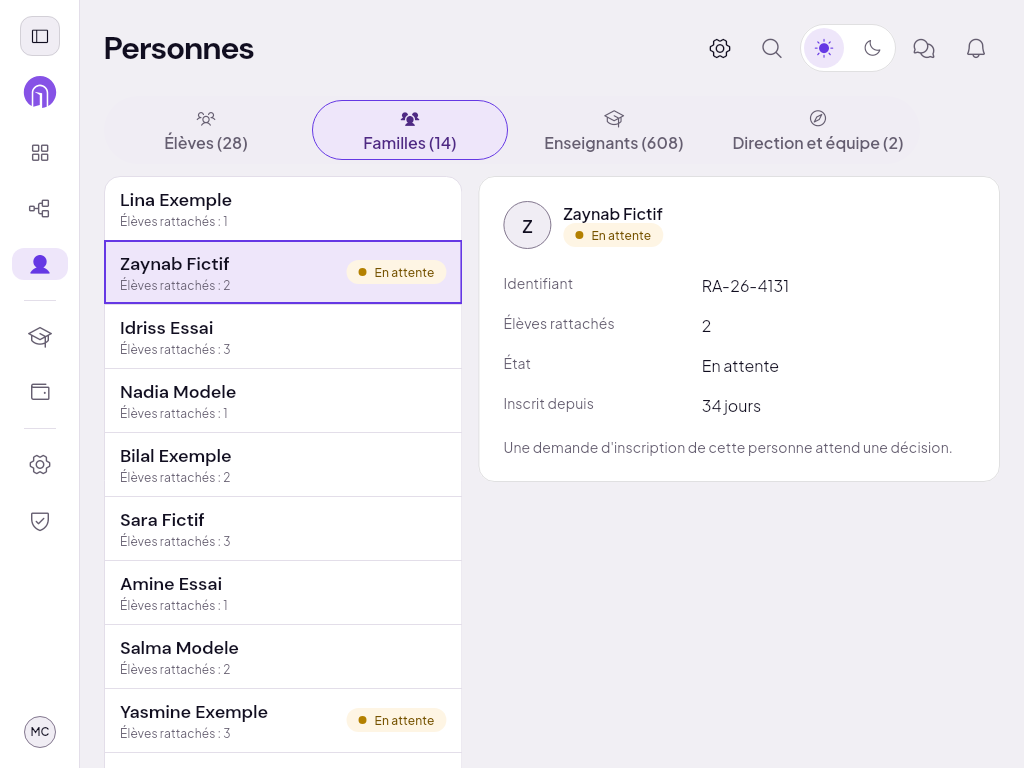 Personnes
Élèves (28)
Familles (14)
Enseignants (608)
Direction et équipe (2)
Lina Exemple
Élèves rattachés : 1
Zaynab Fictif
Élèves rattachés : 2
En attente
Idriss Essai
Élèves rattachés : 3
Nadia Modele
Élèves rattachés : 1
Bilal Exemple
Élèves rattachés : 2
Sara Fictif
Élèves rattachés : 3
Amine Essai
Élèves rattachés : 1
Salma Modele
Élèves rattachés : 2
Yasmine Exemple
Élèves rattachés : 3
En attente
Z
Zaynab Fictif
En attente
Identifiant
RA-26-4131
Élèves rattachés
2
État
En attente
Inscrit depuis
34 jours
Une demande d'inscription de cette personne attend une décision.
MC